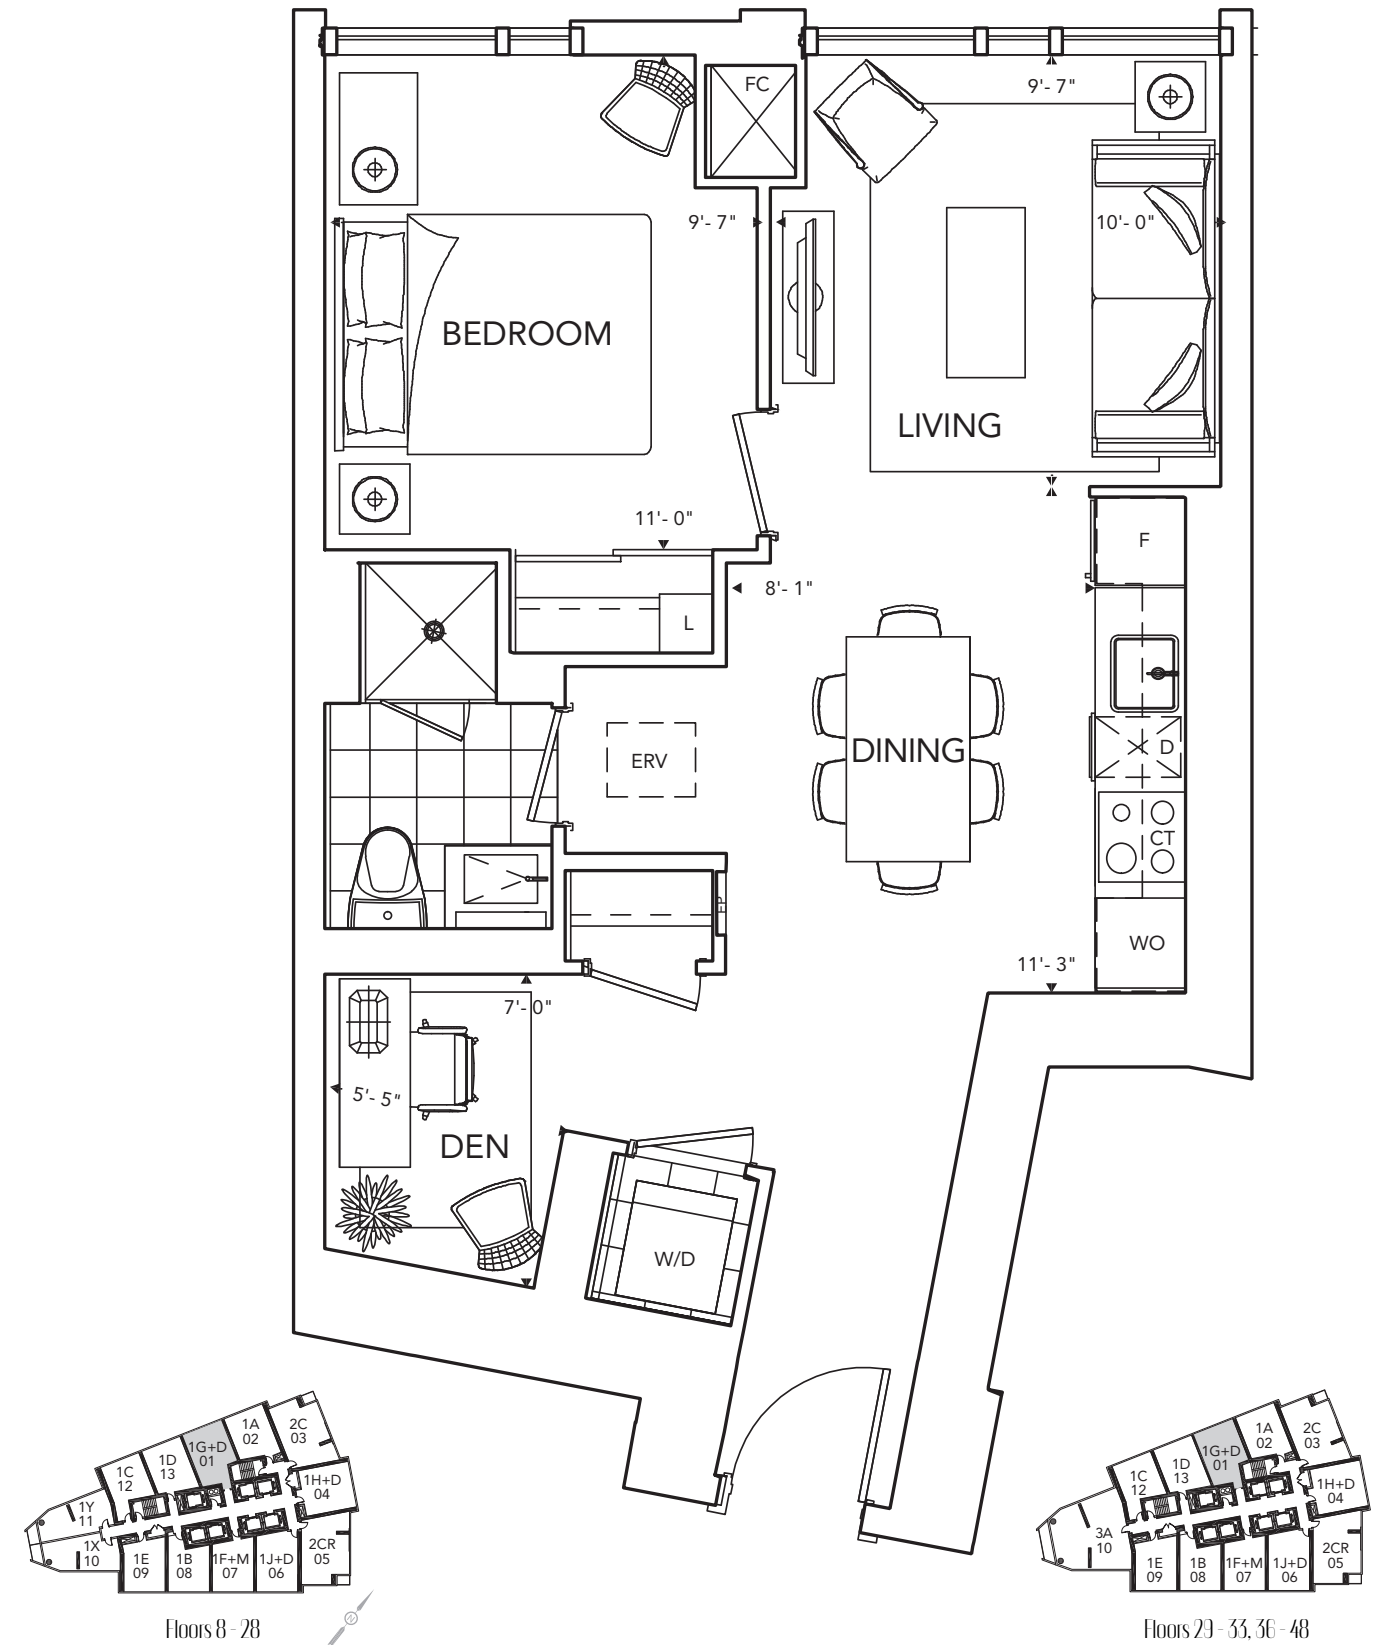 FC
9'- 7"
9'- 7"
10'- 0"
BEDROOM
LIVING
11'- 0"
F
8'- 1"
L
DINING
D
ERV
CT
WO
11'- 3"
7'- 0"
5'- 5"
DEN
W/D
1Y
11
1X
10
1C
12
1D
13
1G+D
01
1A
02
2C
03
1H+D
04
2CR
05
1J+D
06
1F+M
07
1B
08
1E
09
N
Floors 8 - 28
3A
10
1C
12
1D
13
1G+D
01
1A
02
2C
03
1H+D
04
2CR
05
1J+D
06
1F+M
07
1B
08
1E
09
Floors 29 - 33, 36 - 48